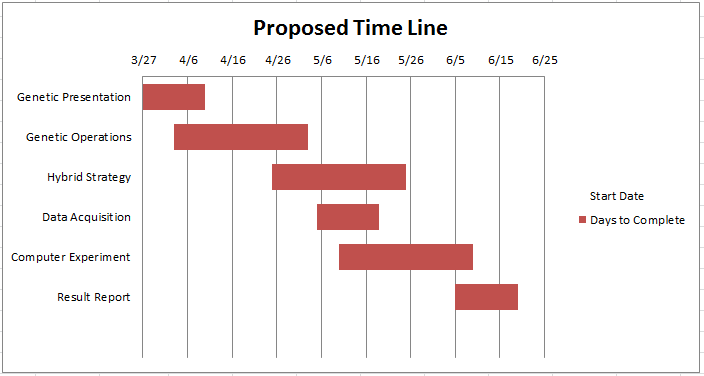 Proposed Time Line
3/27 4/6 4/16 4/26 5/6 5/16 5/26 6/5 6/15 6/25
Genetic Presentation
Genetic Operations
Hybrid Strategy
Data Acquisition
Computer Experiment
Result Report
Start Date
Days to Complete